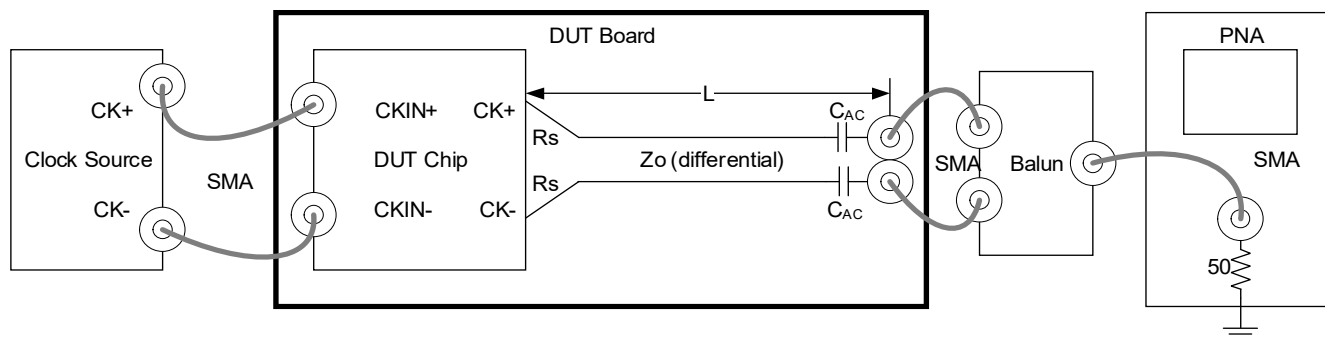 DUT Board
PNA
CK+
CKIN+
CK+
L
CAC
Rs
Clock Source
SMA
DUT Chip
Zo (differential)
SMA
Balun
SMA
Rs
CK-
CKIN-
CK-
CAC
50